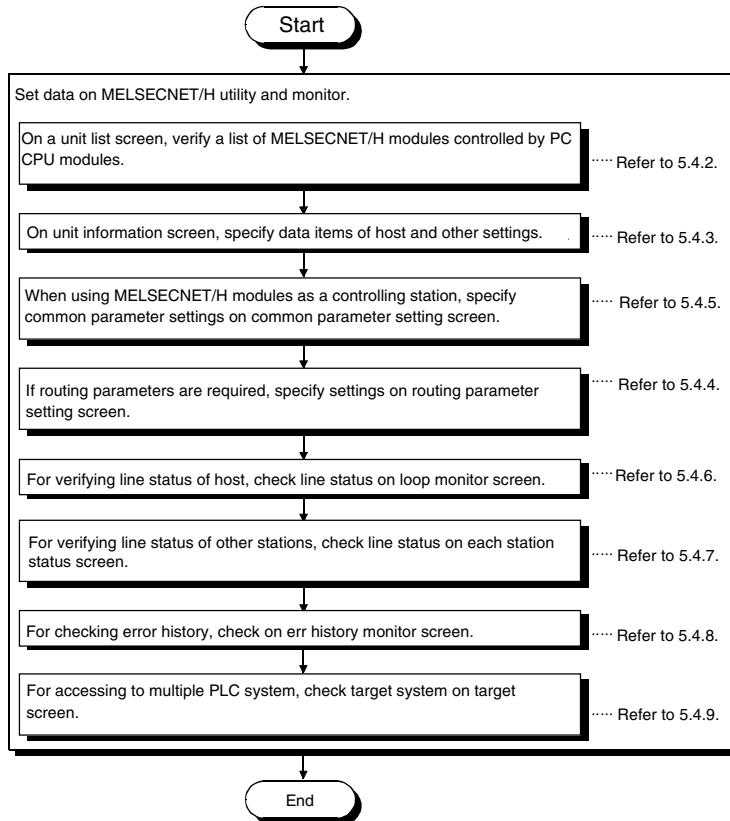 Start
Set data on MELSECNET/H utility and monitor.
On a unit list screen, verify a list of MELSECNET/H modules controlled by PC
CPU modules.
····· Refer to 5.4.2.
On unit information screen, specify data items of host and other settings. .
····· Refer to 5.4.3.
When using MELSECNET/H modules as a controlling station, specify
common parameter settings on common parameter setting screen.
····· Refer to 5.4.5.
If routing parameters are required, specify settings on routing parameter
setting screen.
····· Refer to 5.4.4.
For verifying line status of host, check line status on loop monitor screen.
····· Refer to 5.4.6.
For verifying line status of other stations, check line status on each station
status screen.
····· Refer to 5.4.7.
For checking error history, check on err history monitor screen.
····· Refer to 5.4.8.
For accessing to multiple PLC system, check target system on target
screen.
····· Refer to 5.4.9.
End